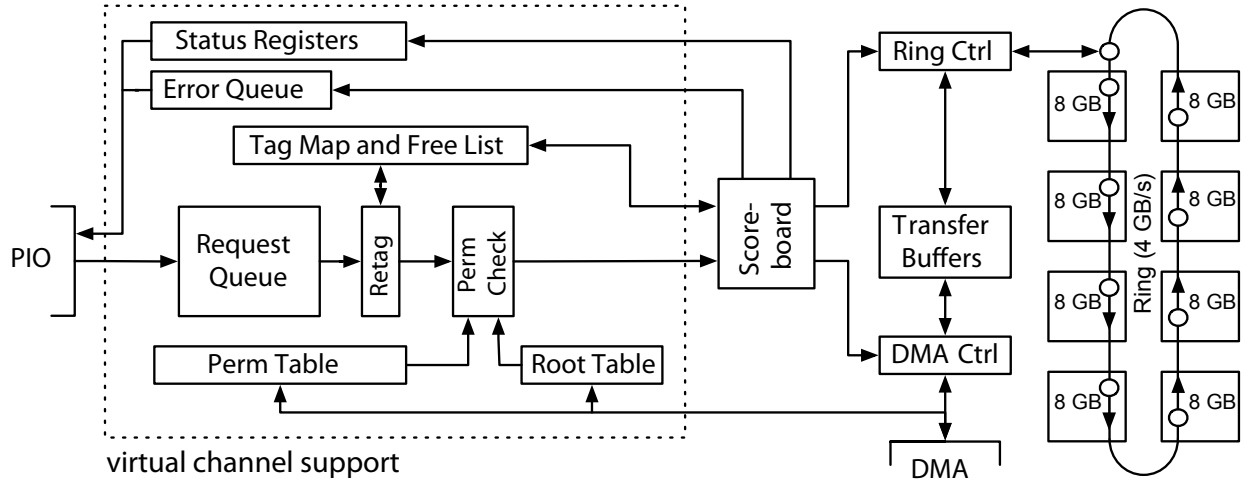 Status Registers
Error Queue
Tag Map and Free List
PIO
Request
Queue
Retag
Perm
Check
Perm Table
Root Table
virtual channel support
Score-
board
Ring Ctrl
Transfer
Buffers
DMA Ctrl
DMA
8 GB
8 GB
8 GB
8 GB
Ring (4 GB/s)
8 GB
8 GB
8 GB
8 GB